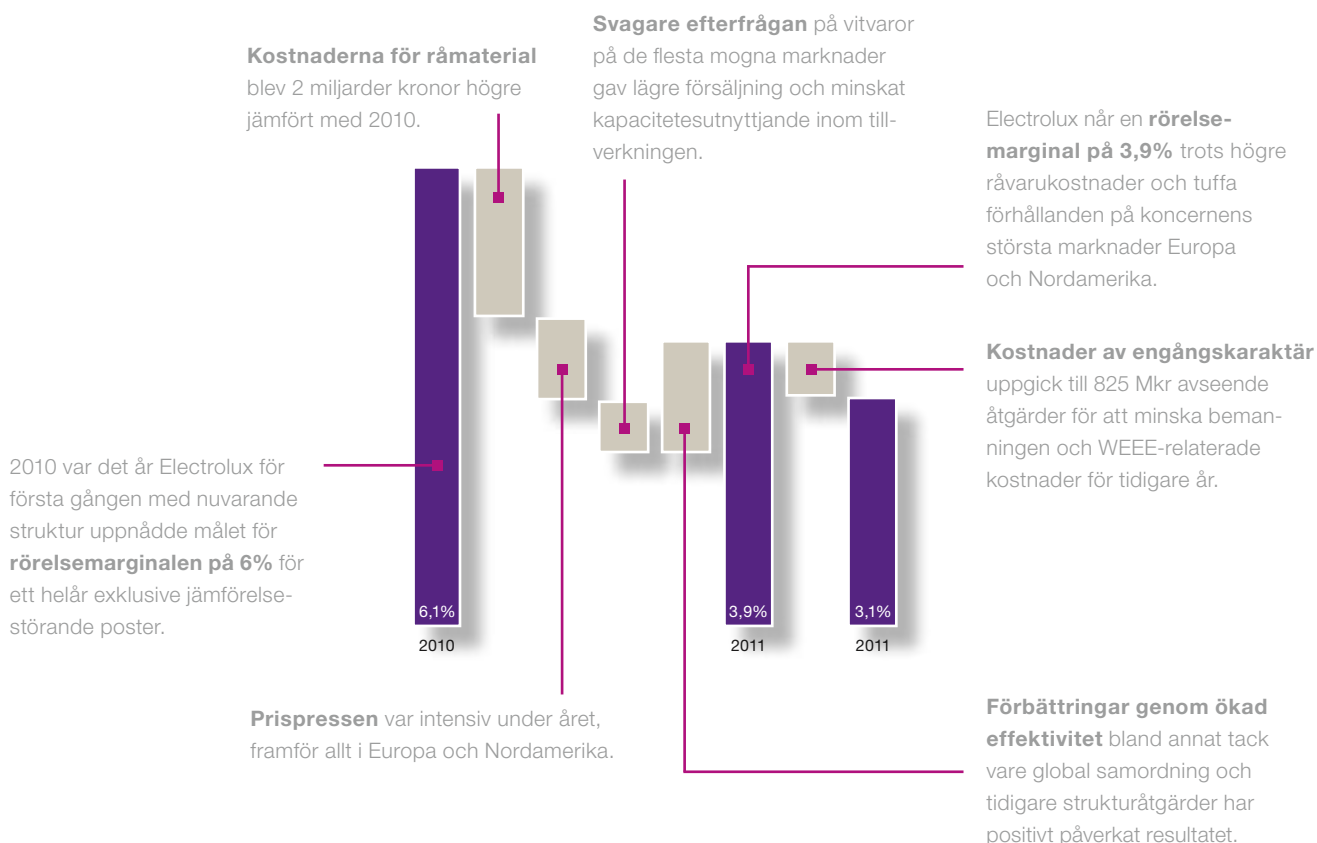 Kostnaderna för råmaterial
blev 2 miljarder kronor högre
jämfört med 2010.
Svagare efterfrågan på vitvaror
på de flesta mogna marknader
gav lägre försäljning och minskat
kapacitetesutnyttjande inom till-
verkningen.
Electrolux når en rörelse-
marginal på 3,9% trots högre
råvarukostnader och tuffa
förhållanden på koncernens
största marknader Europa
och Nordamerika.
Kostnader av engångskaraktär
uppgick till 825 Mkr avseende
åtgärder för att minska beman-
ningen och WEEE-relaterade
kostnader för tidigare år.
2010 var det år Electrolux för
första gången med nuvarande
struktur uppnådde målet för
rörelsemarginalen på 6% för
ett helår exklusive jämförelse-
störande poster.
6,1%
2010
3,9%
2011
3,1%
2011
Prispressen var intensiv under året,
framför allt i Europa och Nordamerika.
Förbättringar genom ökad
effektivitet bland annat tack
vare global samordning och
tidigare strukturåtgärder har
positivt påverkat resultatet.